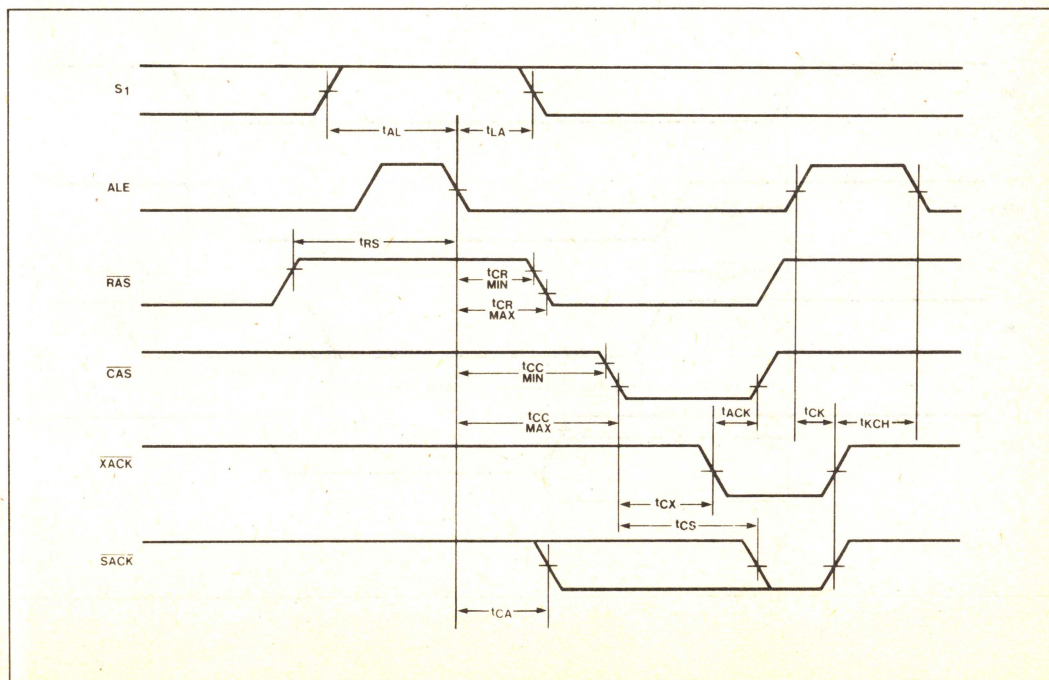 S1
tAL
tLA
ALE
tRS
RAS
tCR
MIN
tCR
MAX
CAS
tCC
MIN
tACK
tCK
tKCH
tCC
MAX
XACK
tCX
tCS
SACK
tCA